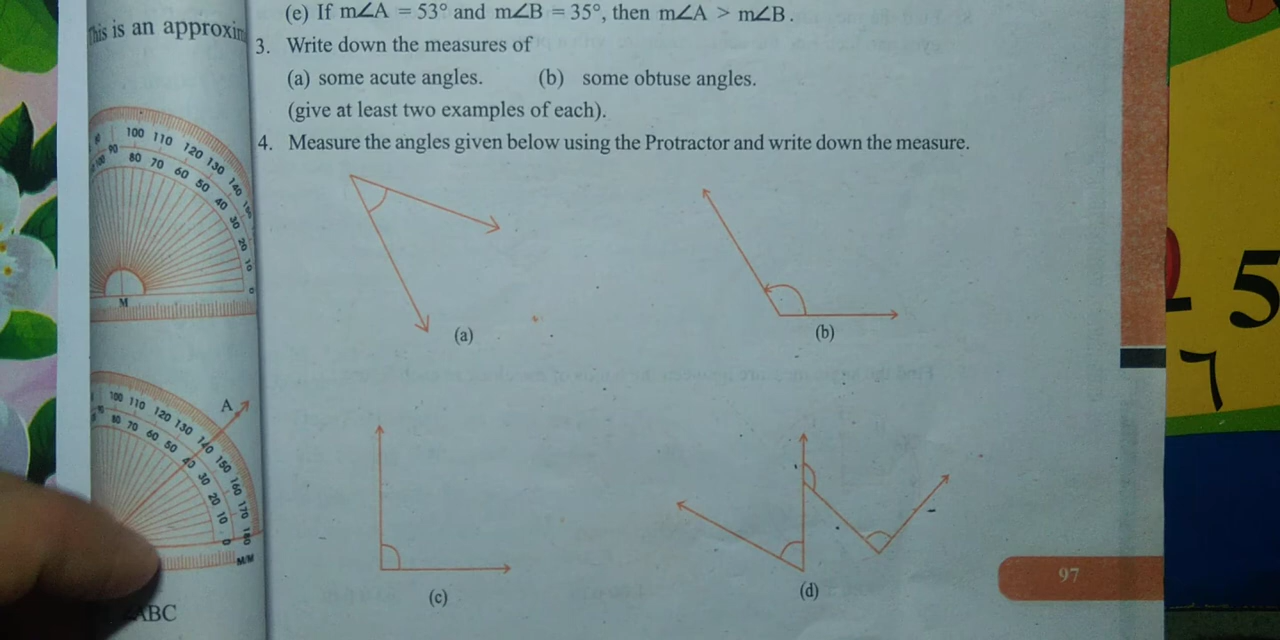 This is an approxim
100 110 120 130 140
90 80 70 60 50 40 30 20 10 0
M
100 110 120 130 140 150 160 170 180
80 70 60 50 40 30 20 10 0
A
M/M
ABC
(e) If m∠A = 53° and m∠B = 35°, then m∠A > m∠B.
3. Write down the measures of
(a) some acute angles. (b) some obtuse angles.
(give at least two examples of each).
4. Measure the angles given below using the Protractor and write down the measure.
(a)
(b)
(c)
(d)
97
5
7